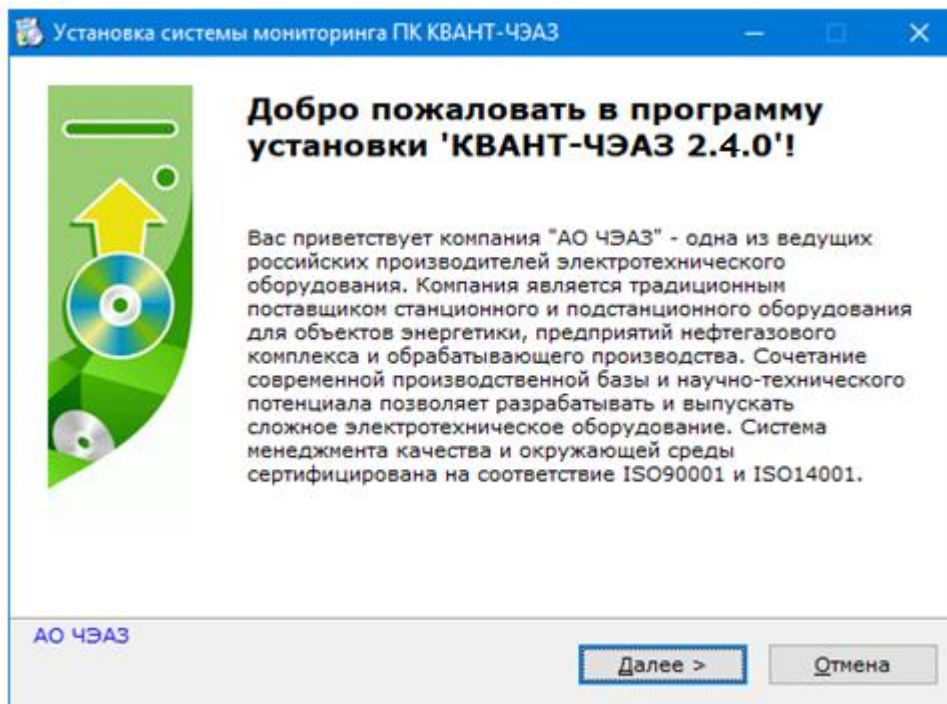 Установка системы мониторинга ПК КВАНТ-ЧЭАЗ
Добро пожаловать в программу
установки 'КВАНТ-ЧЭАЗ 2.4.0'!
Вас приветствует компания "АО ЧЭАЗ" - одна из ведущих
российских производителей электротехнического
оборудования. Компания является традиционным
поставщиком станционного и подстанционного оборудования
для объектов энергетики, предприятий нефтегазового
комплекса и обрабатывающего производства. Сочетание
современной производственной базы и научно-технического
потенциала позволяет разрабатывать и выпускать
сложное электротехническое оборудование. Система
менеджмента качества и окружающей среды
сертифицирована на соответствие ISO90001 и ISO14001.
АО ЧЭАЗ
Далее >
Отмена